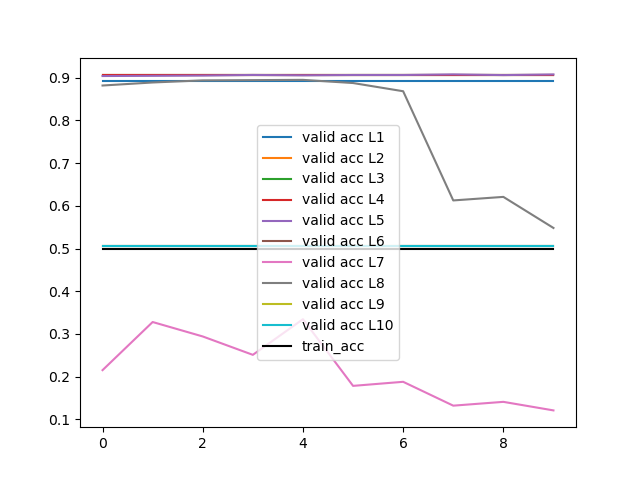 0.9
0.8
0.7
0.6
0.5
0.4
0.3
0.2
0.1
valid acc L1
valid acc L2
valid acc L3
valid acc L4
valid acc L5
valid acc L6
valid acc L7
valid acc L8
valid acc L9
valid acc L10
train_acc
0 2 4 6 8